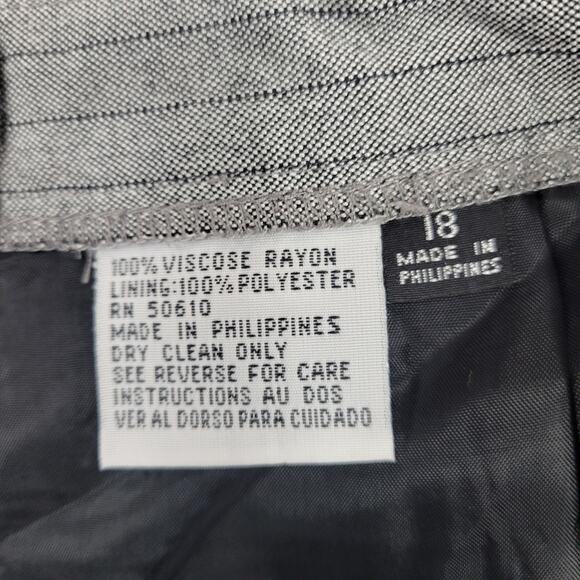 100% VISCOSE RAYON
LINING:100% POLYESTER
RN 50610
MADE IN PHILIPPINES
DRY CLEAN ONLY
SEE REVERSE FOR CARE
INSTRUCTIONS AU DOS
VER AL DORSO PARA CUIDADO
18
MADE IN
PHILIPPINES